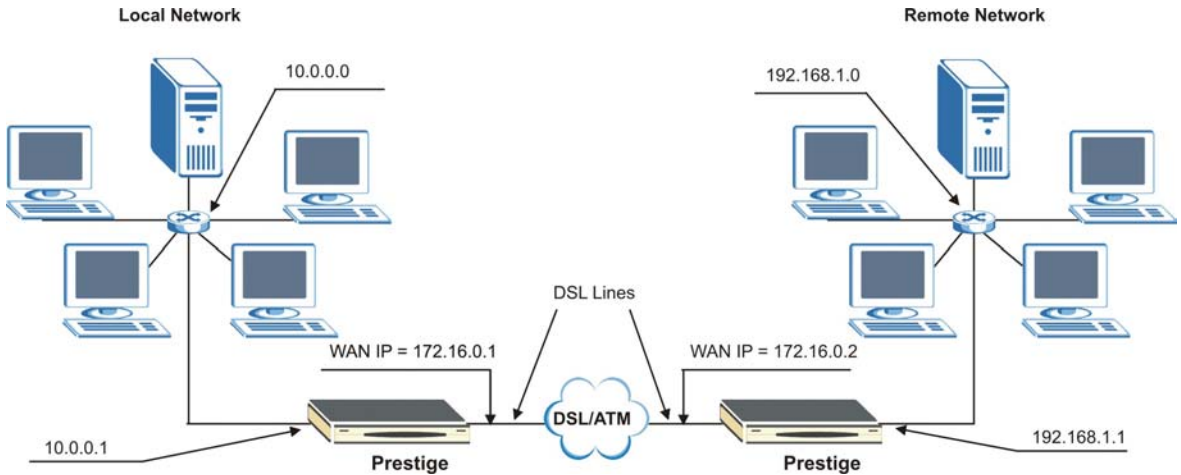 Local Network
Remote Network
10.0.0.0
192.168.1.0
DSL Lines
WAN IP = 172.16.0.1
WAN IP = 172.16.0.2
DSL/ATM
10.0.0.1
192.168.1.1
Prestige
Prestige